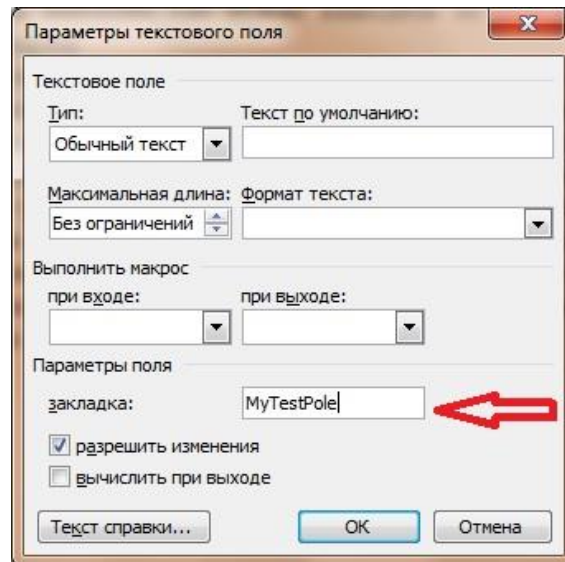 Параметры текстового поля
Текстовое поле
Тип: Текст по умолчанию:
Обычный текст
Максимальная длина: Формат текста:
Без ограничений
Выполнить макрос
при входе: при выходе:
Параметры поля
закладка: MyTestPole
разрешить изменения
вычислить при выходе
Текст справки... ОК Отмена